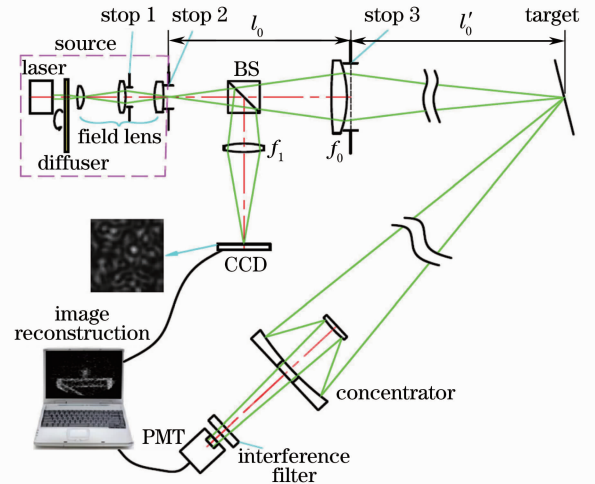 stop 1
stop 2
l₀
stop 3
l₀′
target
source
laser
BS
field lens
diffuser
f₁
f₀
CCD
image
reconstruction
concentrator
PMT
interference
filter